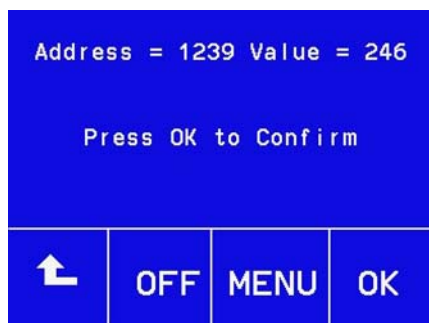 Address = 1239 Value = 246
Press OK to Confirm
OFF MENU OK